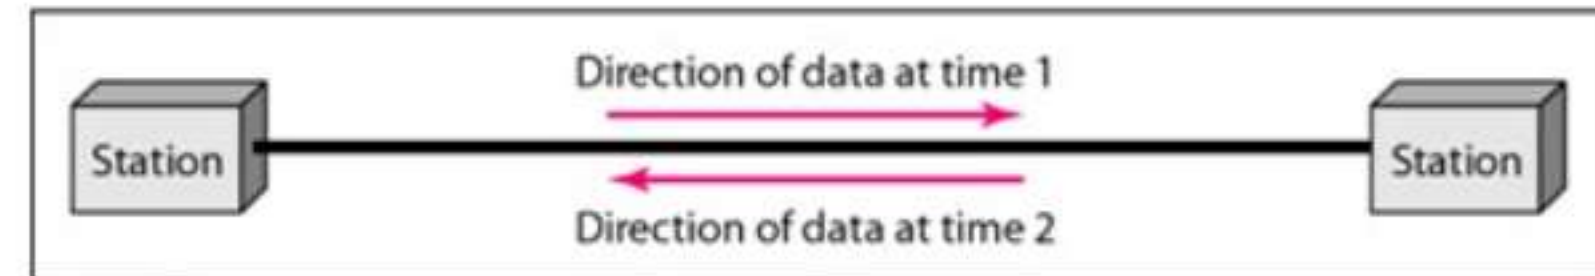 Direction of data at time 1
Station
Station
Direction of data at time 2